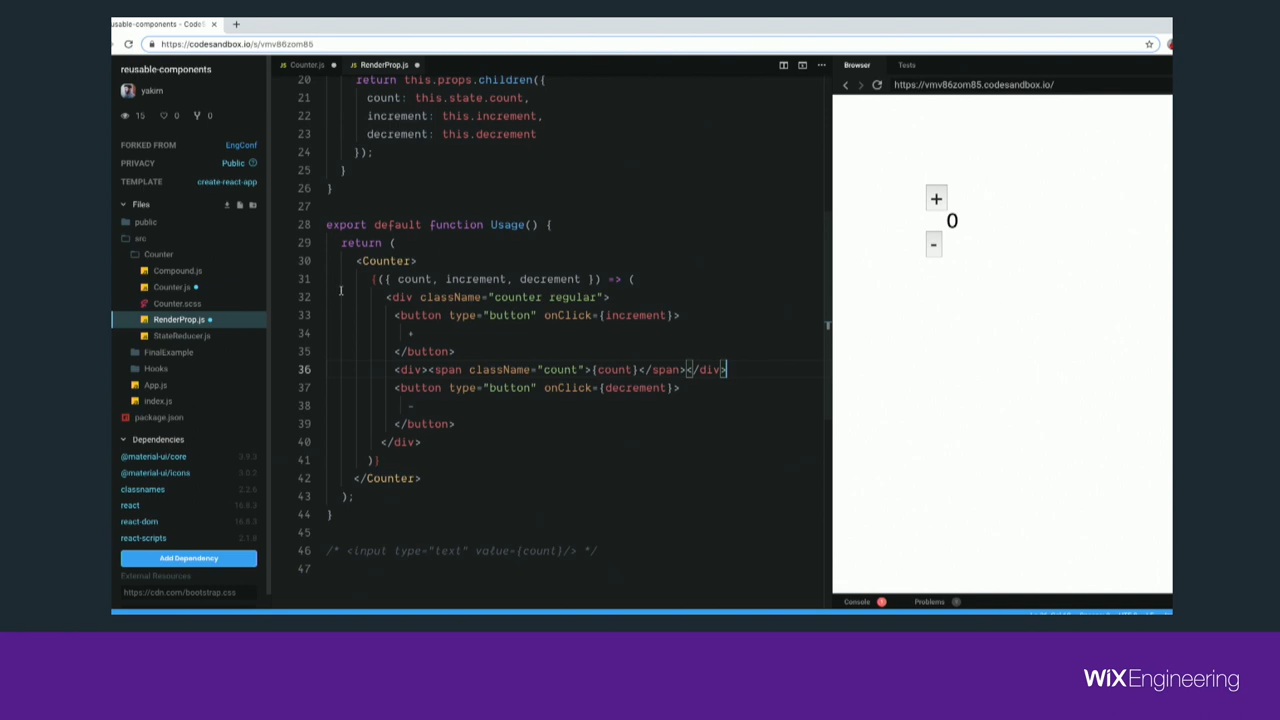 usable-components - CodeS
https://codesandbox.io/s/vmv86zom85
reusable-components
yakirn
15 0 0
FORKED FROM EngConf
PRIVACY Public
TEMPLATE create-react-app
Files
public
src
Counter
Compound.js
Counter.js
Counter.scss
RenderProp.js
StateReducer.js
FinalExample
Hooks
App.js
index.js
package.json
Dependencies
@material-ui/core 3.9.3
@material-ui/icons 3.0.2
classnames 2.2.6
react 16.8.3
react-dom 16.8.3
react-scripts 2.1.8
Add Dependency
External Resources
https://cdn.com/bootstrap.css
Counter.js RenderProp.js
20 return this.props.children({
21 count: this.state.count,
22 increment: this.increment,
23 decrement: this.decrement
24 });
25 }
26 }
27
28 export default function Usage() {
29 return (
30 <Counter>
31 {({ count, increment, decrement }) => (
32 <div className="counter regular">
33 <button type="button" onClick={increment}>
34 +
35 </button>
36 <div><span className="count">{count}</span></div>
37 <button type="button" onClick={decrement}>
38 -
39 </button>
40 </div>
41 )}
42 </Counter>
43 );
44 }
45
46 /* <input type="text" value={count}/> */
47
Browser Tests
https://vmv86zom85.codesandbox.io/
+
0
-
Console Problems
WiXEngineering